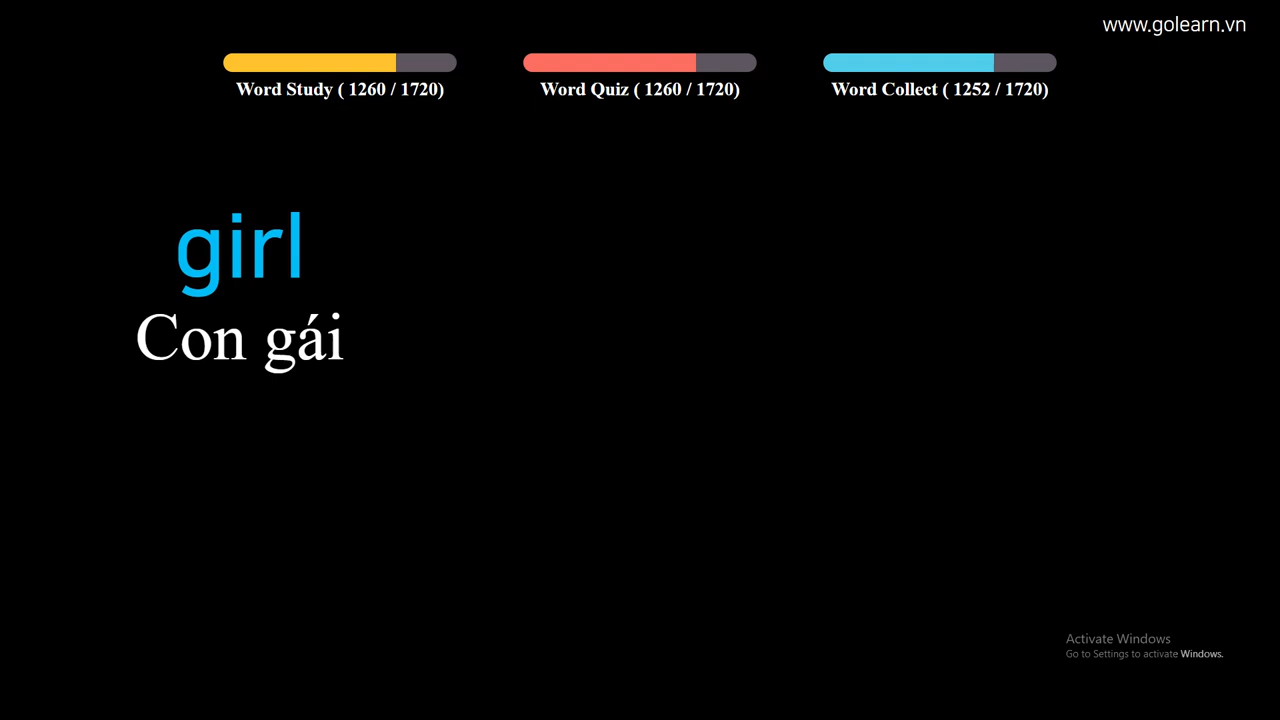 www.golearn.vn
Word Study ( 1260 / 1720)
Word Quiz ( 1260 / 1720)
Word Collect ( 1252 / 1720)
girl
Con gái
Activate Windows
Go to Settings to activate Windows.